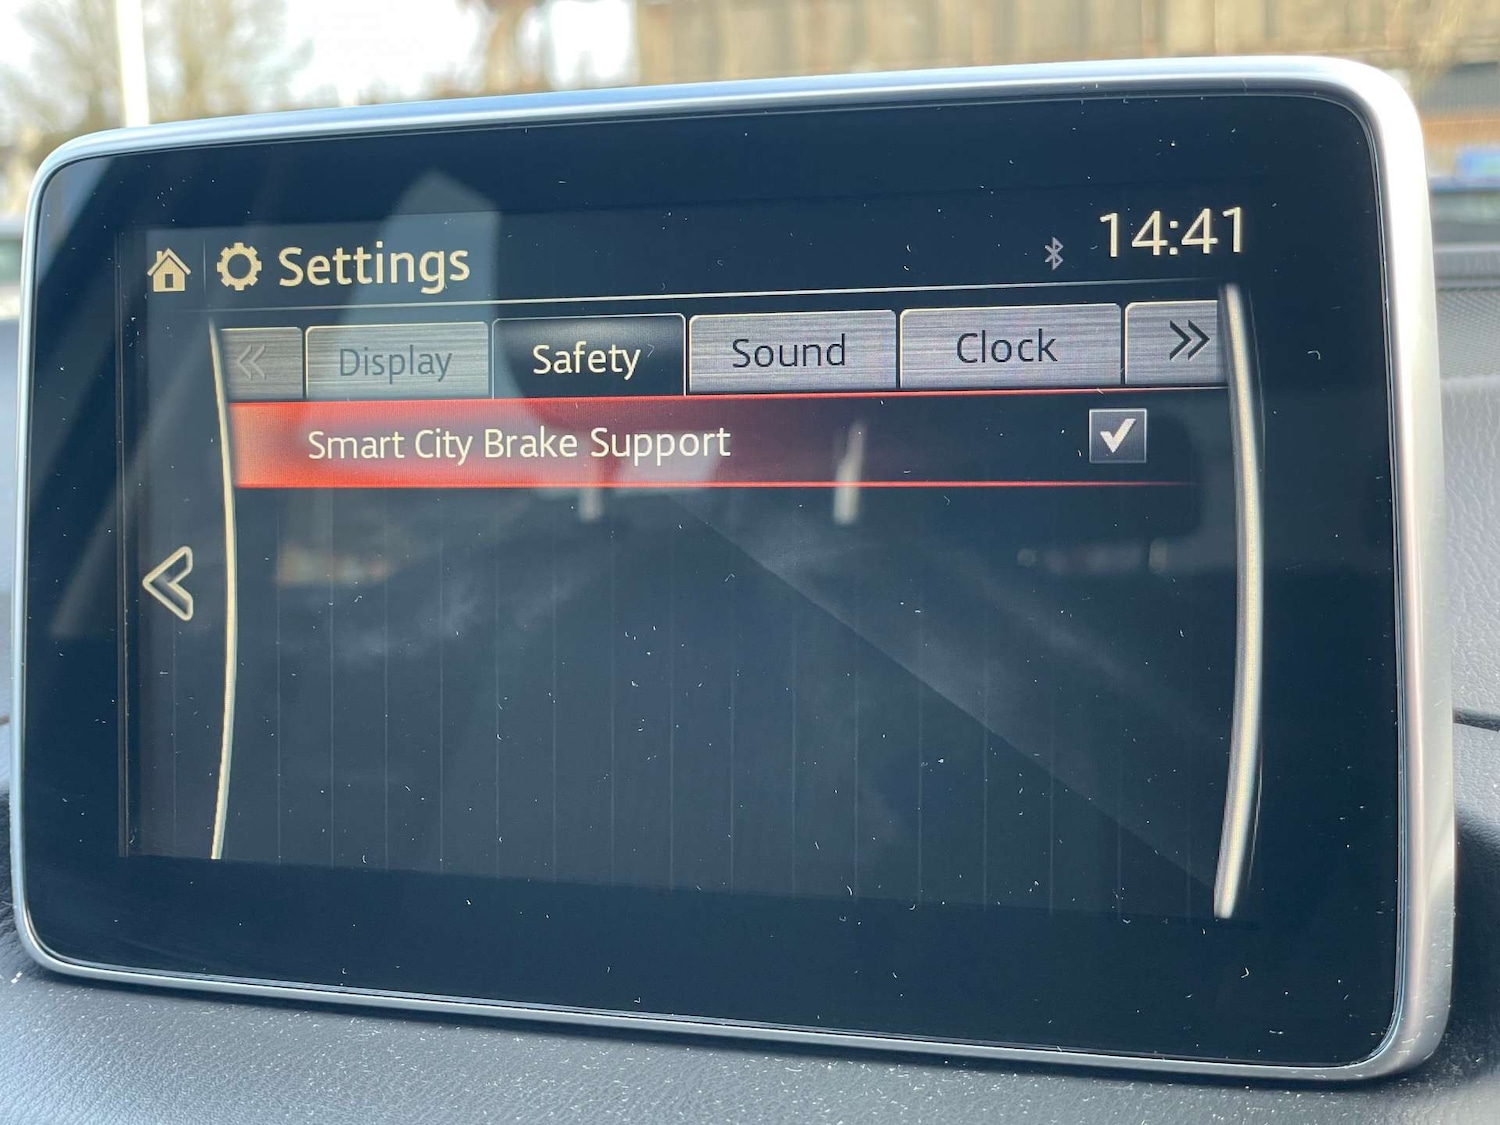 Settings
14:41
Display Safety Sound Clock
Smart City Brake Support